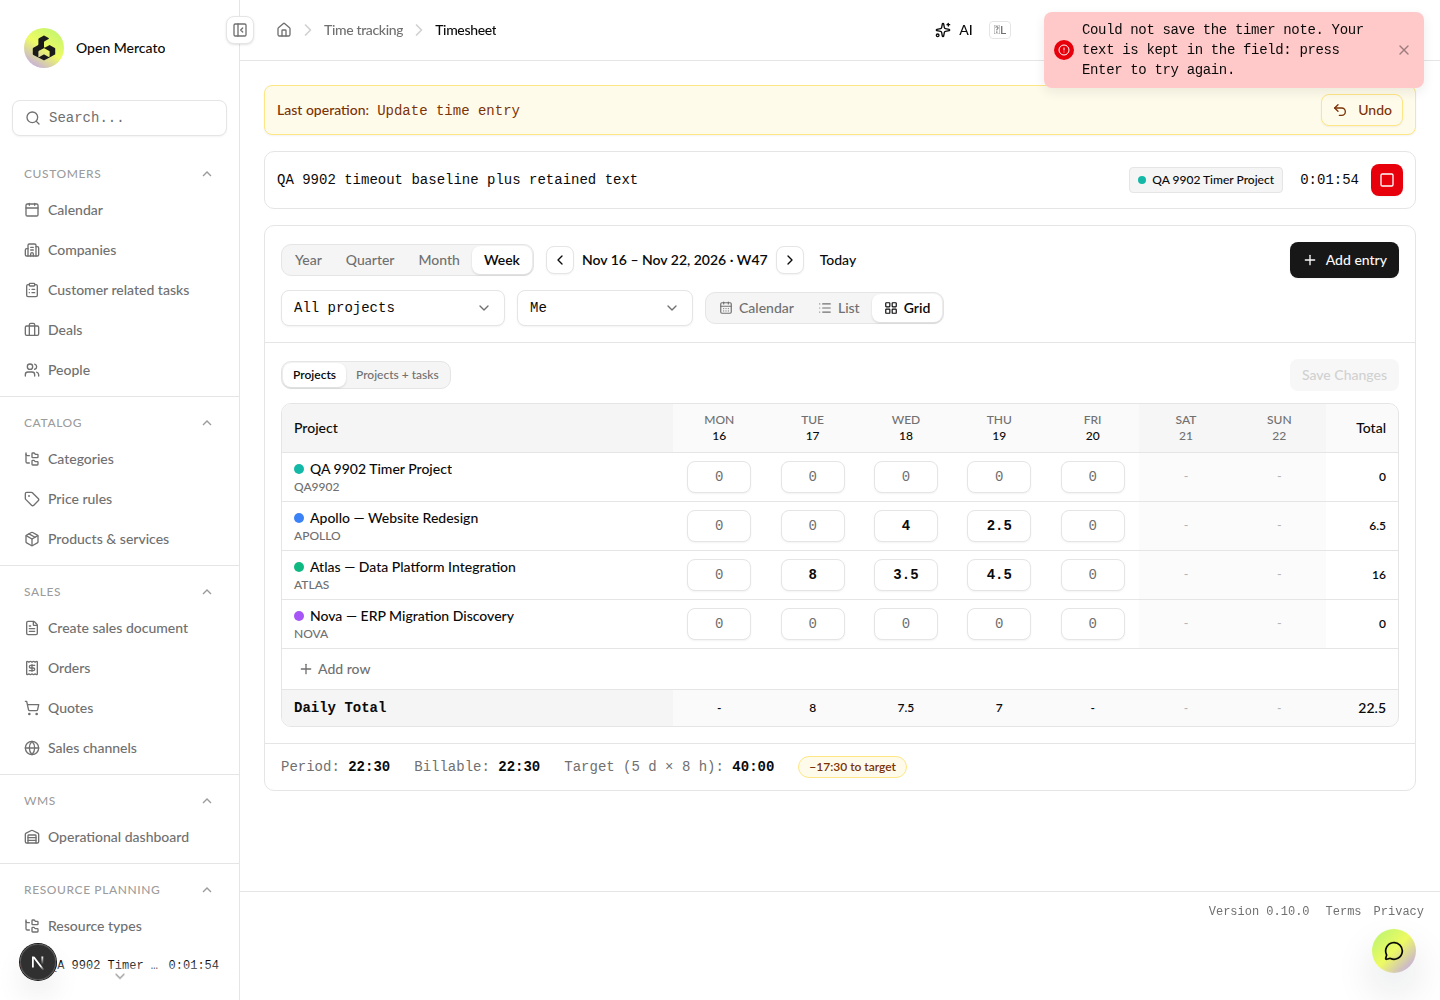 Open Mercato
Search...
CUSTOMERS
Calendar
Companies
Customer related tasks
Deals
People
CATALOG
Categories
Price rules
Products & services
SALES
Create sales document
Orders
Quotes
Sales channels
WMS
Operational dashboard
RESOURCE PLANNING
Resource types
QA 9902 Timer … 0:01:54
Time tracking
Timesheet
AI
L
Could not save the timer note. Your
text is kept in the field: press
Enter to try again.
Last operation: Update time entry
Undo
QA 9902 timeout baseline plus retained text
QA 9902 Timer Project
0:01:54
Year Quarter Month Week
Nov 16 – Nov 22, 2026 · W47
Today
+ Add entry
All projects
Me
Calendar List Grid
Projects Projects + tasks
Save Changes
Project MON 16 TUE 17 WED 18 THU 19 FRI 20 SAT 21 SUN 22 Total
QA 9902 Timer Project 0 0 0 0 0 - - 0
QA9902
Apollo — Website Redesign 0 0 4 2.5 0 - - 6.5
APOLLO
Atlas — Data Platform Integration 0 8 3.5 4.5 0 - - 16
ATLAS
Nova — ERP Migration Discovery 0 0 0 0 0 - - 0
NOVA
+ Add row
Daily Total - 8 7.5 7 - - - 22.5
Period: 22:30 Billable: 22:30 Target (5 d × 8 h): 40:00 −17:30 to target
Version 0.10.0 Terms Privacy
N